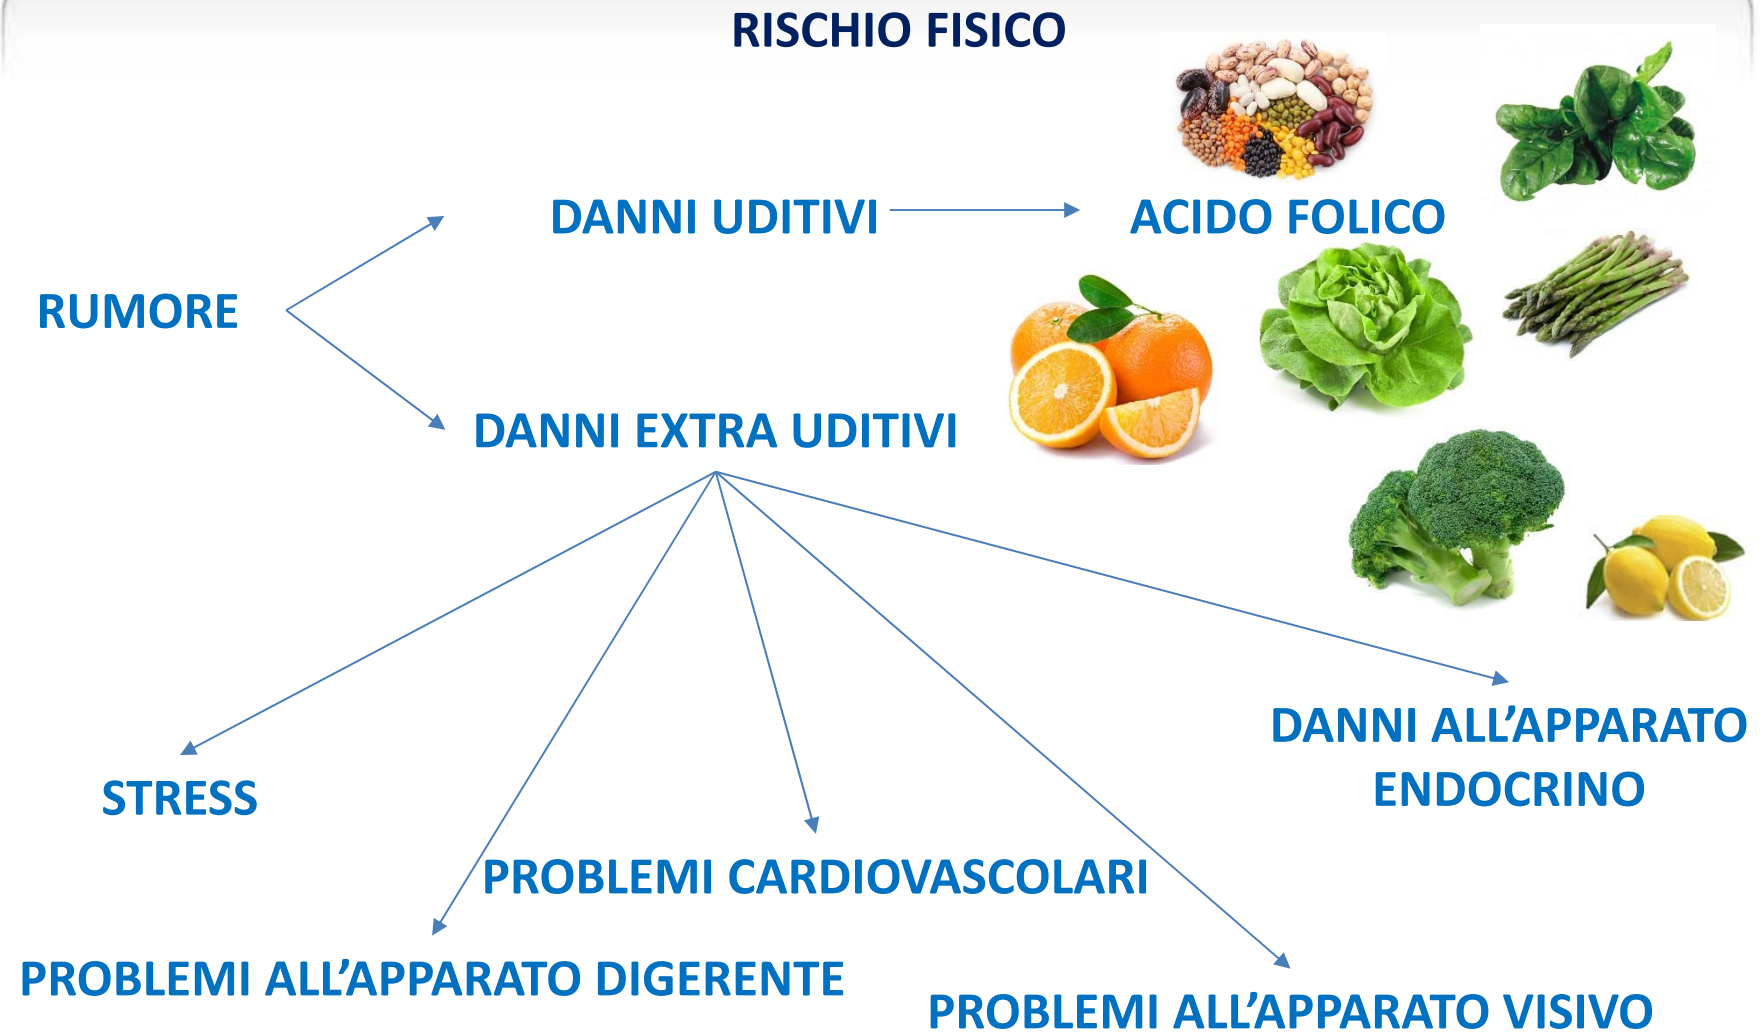 RISCHIO FISICO
DANNI UDITIVI
ACIDO FOLICO
RUMORE
DANNI EXTRA UDITIVI
DANNI ALL’APPARATO
ENDOCRINO
STRESS
PROBLEMI CARDIOVASCOLARI
PROBLEMI ALL’APPARATO DIGERENTE
PROBLEMI ALL’APPARATO VISIVO